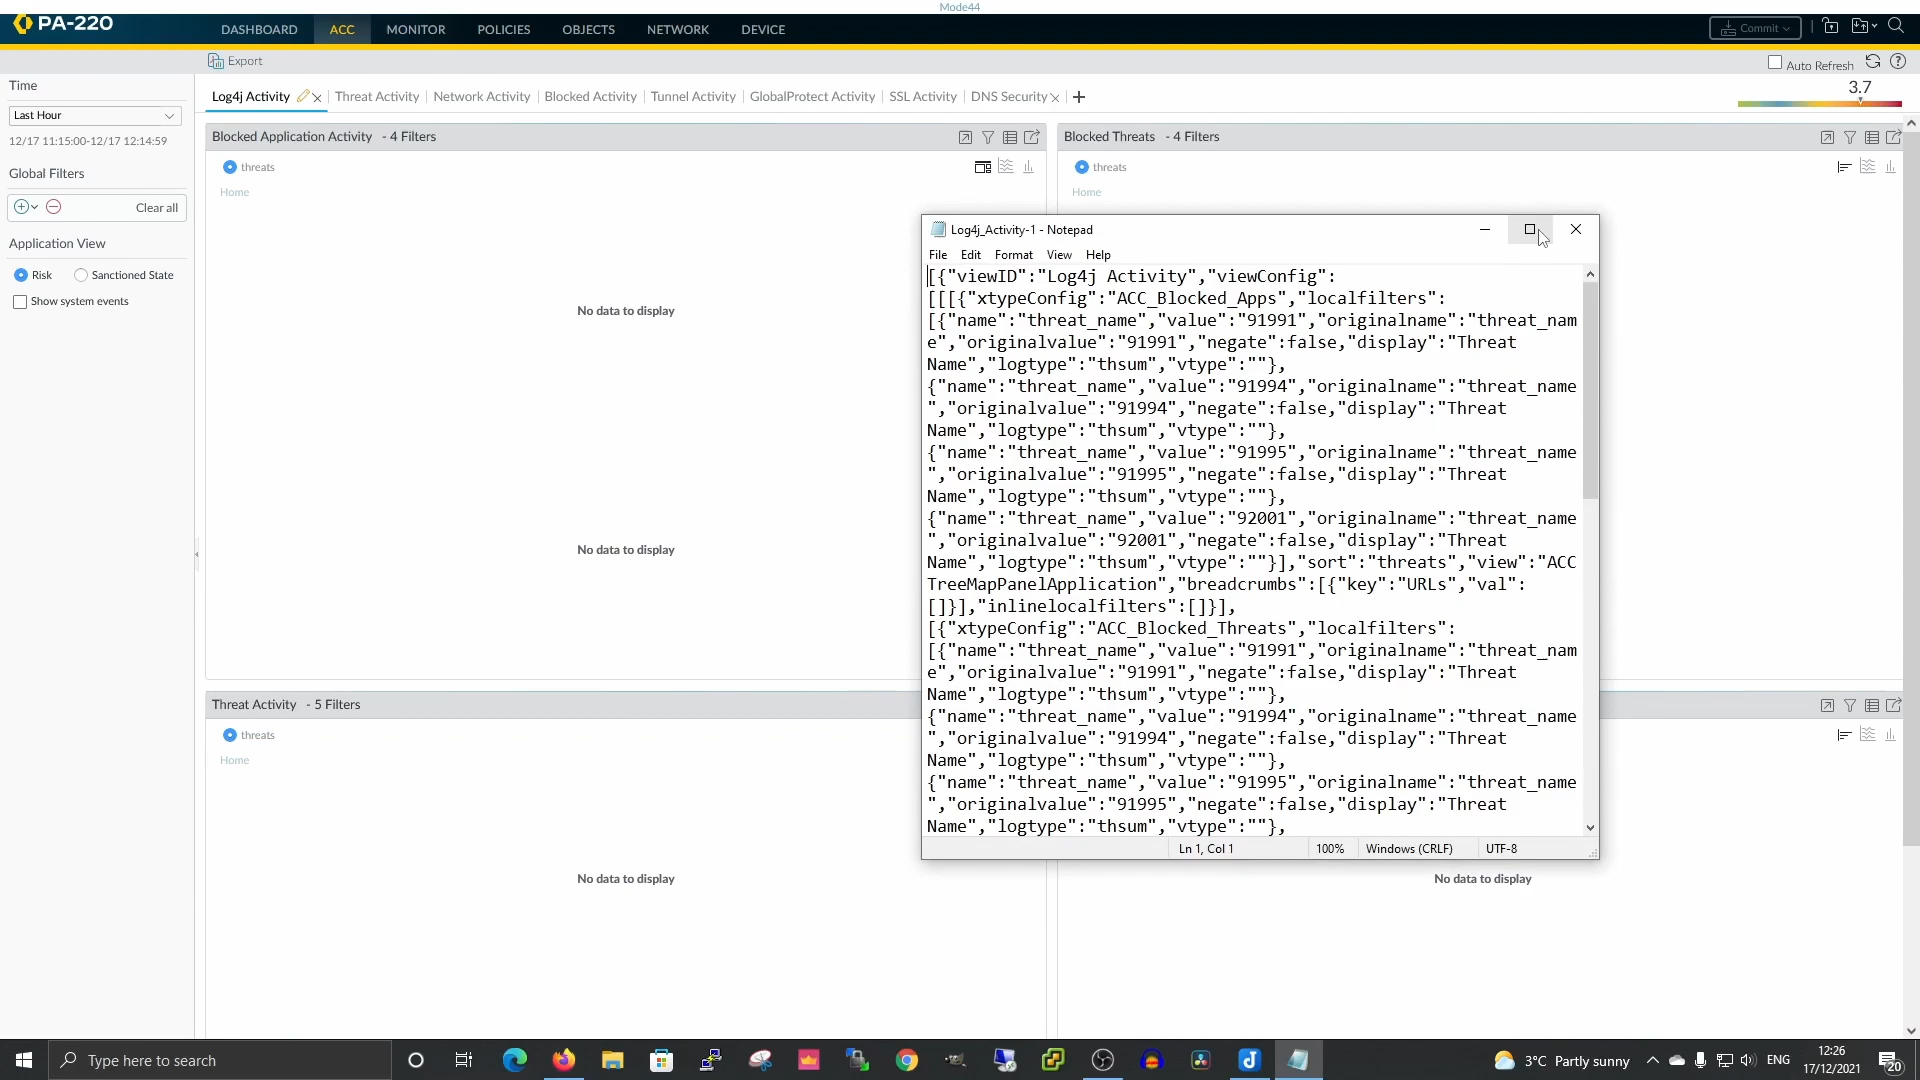 Mode44
PA-220
DASHBOARD ACC MONITOR POLICIES OBJECTS NETWORK DEVICE
Commit
Export
Auto Refresh
Time
Last Hour
12/17 11:15:00-12/17 12:14:59
Global Filters
Clear all
Application View
Risk Sanctioned State
Show system events
Log4j Activity Threat Activity Network Activity Blocked Activity Tunnel Activity GlobalProtect Activity SSL Activity DNS Security
3.7
Blocked Application Activity - 4 Filters
threats
Home
No data to display
No data to display
Blocked Threats - 4 Filters
threats
Home
Threat Activity - 5 Filters
threats
Home
No data to display
No data to display
Log4j_Activity-1 - Notepad
File Edit Format View Help
[{"viewID":"Log4j Activity","viewConfig":
[[[{"xtypeConfig":"ACC_Blocked_Apps","localfilters":
[{"name":"threat_name","value":"91991","originalname":"threat_nam
e","originalvalue":"91991","negate":false,"display":"Threat
Name","logtype":"thsum","vtype":""},
{"name":"threat_name","value":"91994","originalname":"threat_name
","originalvalue":"91994","negate":false,"display":"Threat
Name","logtype":"thsum","vtype":""},
{"name":"threat_name","value":"91995","originalname":"threat_name
","originalvalue":"91995","negate":false,"display":"Threat
Name","logtype":"thsum","vtype":""},
{"name":"threat_name","value":"92001","originalname":"threat_name
","originalvalue":"92001","negate":false,"display":"Threat
Name","logtype":"thsum","vtype":""}],"sort":"threats","view":"ACC
TreeMapPanelApplication","breadcrumbs":[{"key":"URLs","val":
[]}],"inlinelocalfilters":[]}],
[{"xtypeConfig":"ACC_Blocked_Threats","localfilters":
[{"name":"threat_name","value":"91991","originalname":"threat_nam
e","originalvalue":"91991","negate":false,"display":"Threat
Name","logtype":"thsum","vtype":""},
{"name":"threat_name","value":"91994","originalname":"threat_name
","originalvalue":"91994","negate":false,"display":"Threat
Name","logtype":"thsum","vtype":""},
{"name":"threat_name","value":"91995","originalname":"threat_name
","originalvalue":"91995","negate":false,"display":"Threat
Name","logtype":"thsum","vtype":""},
Ln 1, Col 1 100% Windows (CRLF) UTF-8
Type here to search
3°C Partly sunny
ENG
12:26
17/12/2021
20